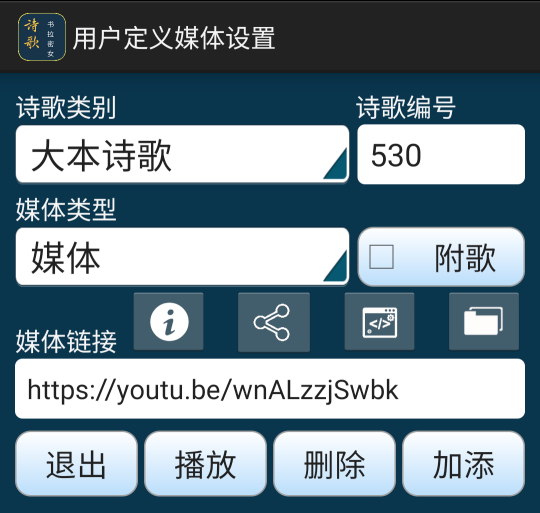 诗歌 书拉密女
用户定义媒体设置
诗歌类别 诗歌编号
大本诗歌 530
媒体类型
媒体 附歌
媒体链接
https://youtu.be/wnALzzjSwbk
退出 播放 删除 加添